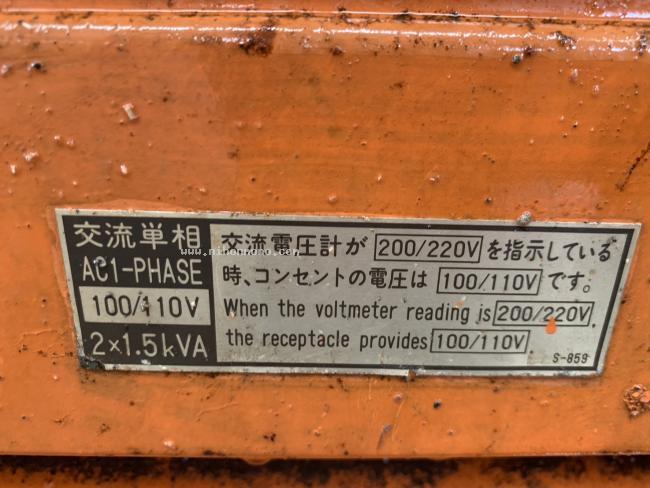 交流単相
AC1-PHASE
100/110V
2×1.5kVA
交流電圧計が 200/220V を指示している
時、コンセントの電圧は 100/110V です。
When the voltmeter reading is 200/220V,
the receptacle provides 100/110V
S-859